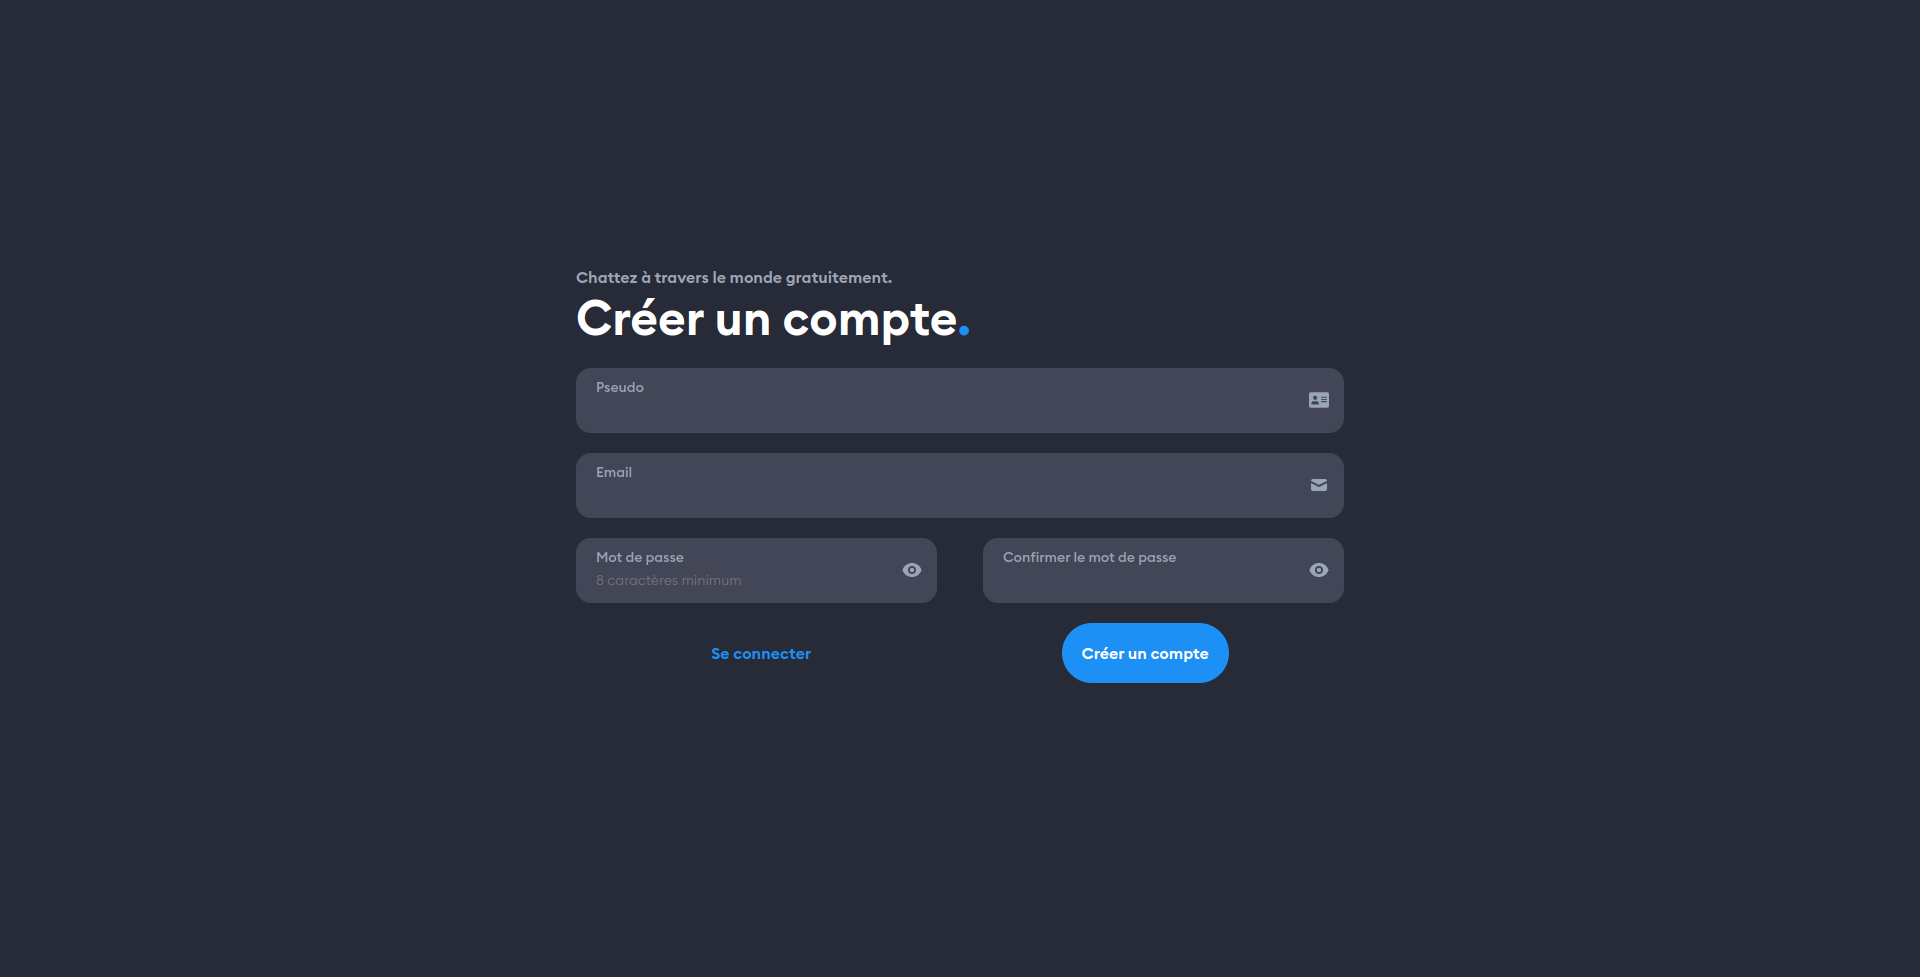 Chattez à travers le monde gratuitement.
Créer un compte.
Pseudo
Email
Mot de passe
8 caractères minimum
Confirmer le mot de passe
Se connecter
Créer un compte